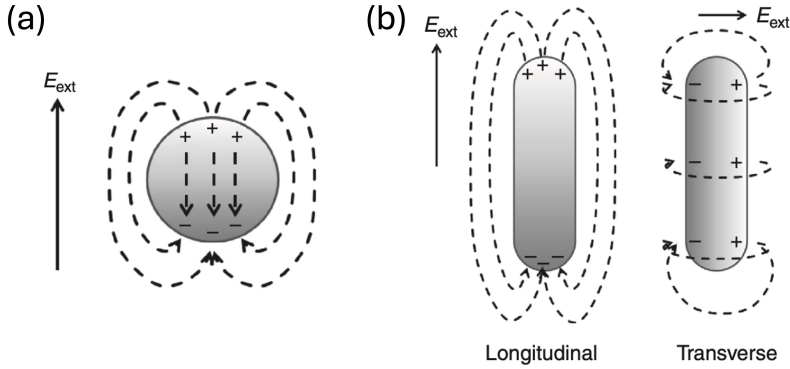 (a)
E_ext
+ + +
− − −
(b)
E_ext
+ + +
− − −
Longitudinal
E_ext
− +
− +
− +
Transverse